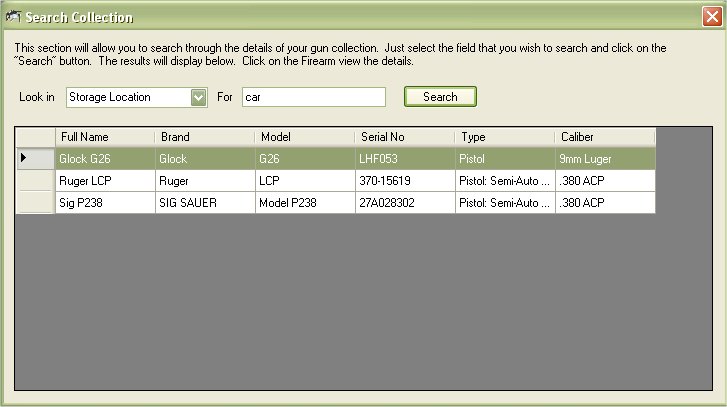 Search Collection
This section will allow you to search through the details of your gun collection. Just select the field that you wish to search and click on the
"Search" button. The results will display below. Click on the Firearm view the details.
Look in Storage Location For car Search
Full Name Brand Model Serial No Type Caliber
Glock G26 Glock G26 LHF053 Pistol 9mm Luger
Ruger LCP Ruger LCP 370-15619 Pistol: Semi-Auto ... .380 ACP
Sig P238 SIG SAUER Model P238 27A028302 Pistol: Semi-Auto ... .380 ACP